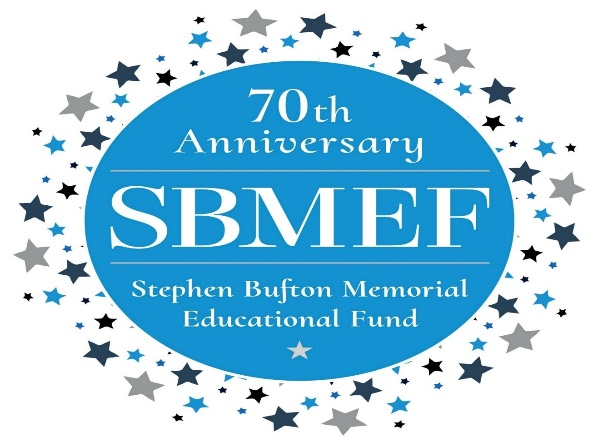 70th
Anniversary
SBMEF
Stephen Bufton Memorial
Educational Fund